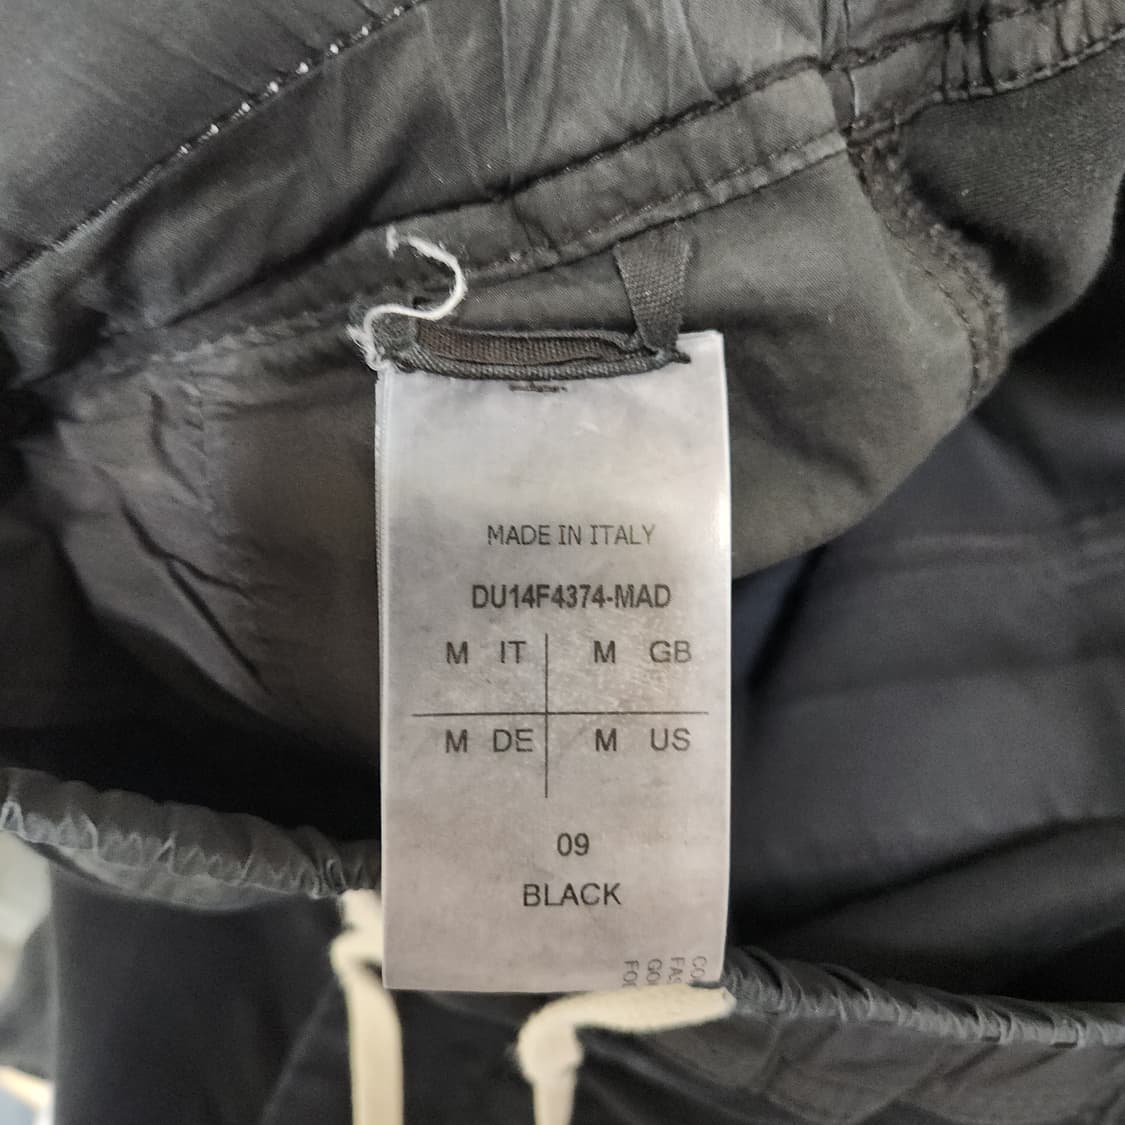 MADE IN ITALY
DU14F4374-MAD
M IT M GB
M DE M US
09
BLACK